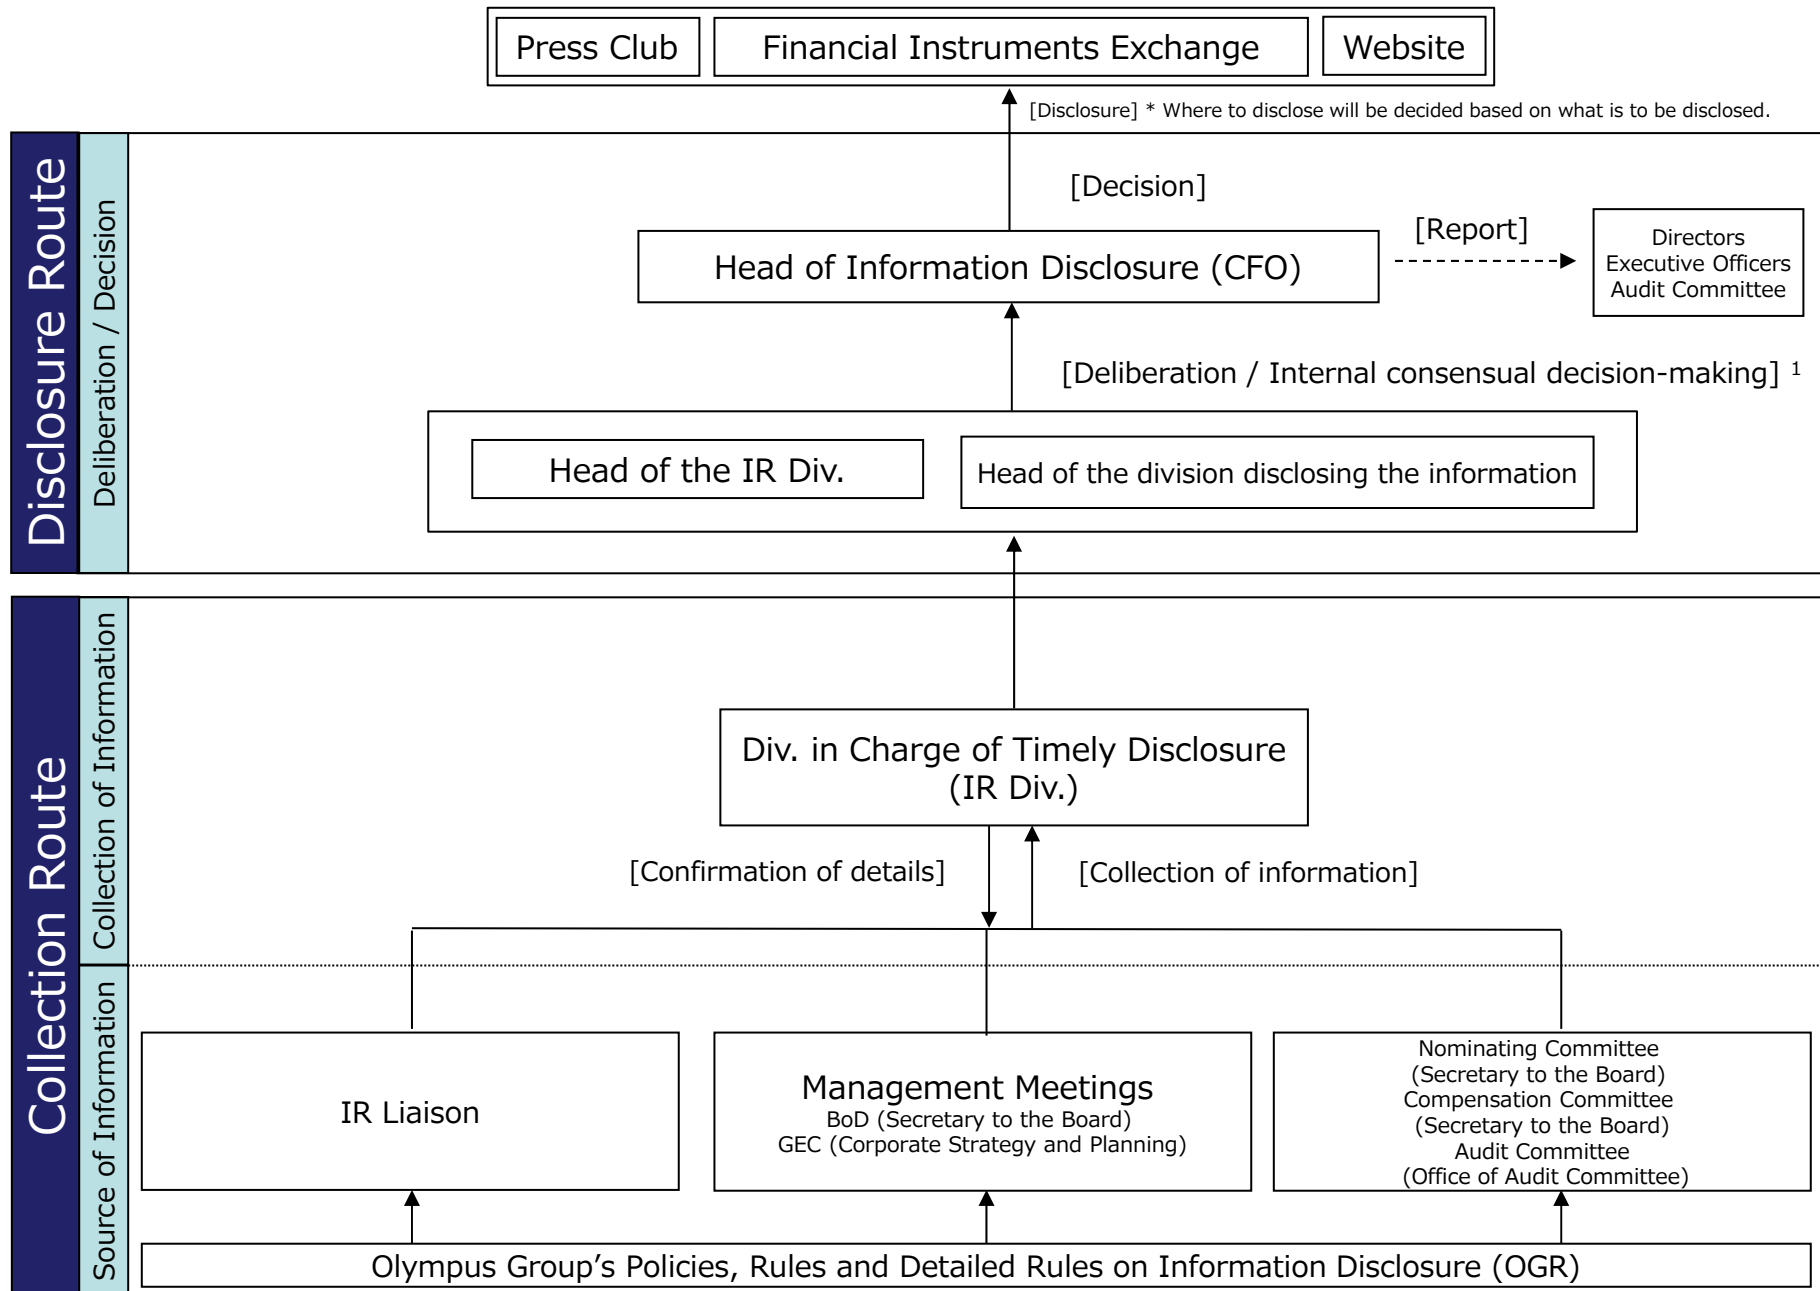 Press Club
Financial Instruments Exchange
Website
[Disclosure] * Where to disclose will be decided based on what is to be disclosed.
Disclosure Route
Deliberation / Decision
[Decision]
Head of Information Disclosure (CFO)
[Report]
Directors
Executive Officers
Audit Committee
[Deliberation / Internal consensual decision-making] 1
Head of the IR Div.
Head of the division disclosing the information
Collection Route
Collection of Information
Div. in Charge of Timely Disclosure
(IR Div.)
[Confirmation of details]
[Collection of information]
Source of Information
IR Liaison
Management Meetings
BoD (Secretary to the Board)
GEC (Corporate Strategy and Planning)
Nominating Committee
(Secretary to the Board)
Compensation Committee
(Secretary to the Board)
Audit Committee
(Office of Audit Committee)
Olympus Group's Policies, Rules and Detailed Rules on Information Disclosure (OGR)